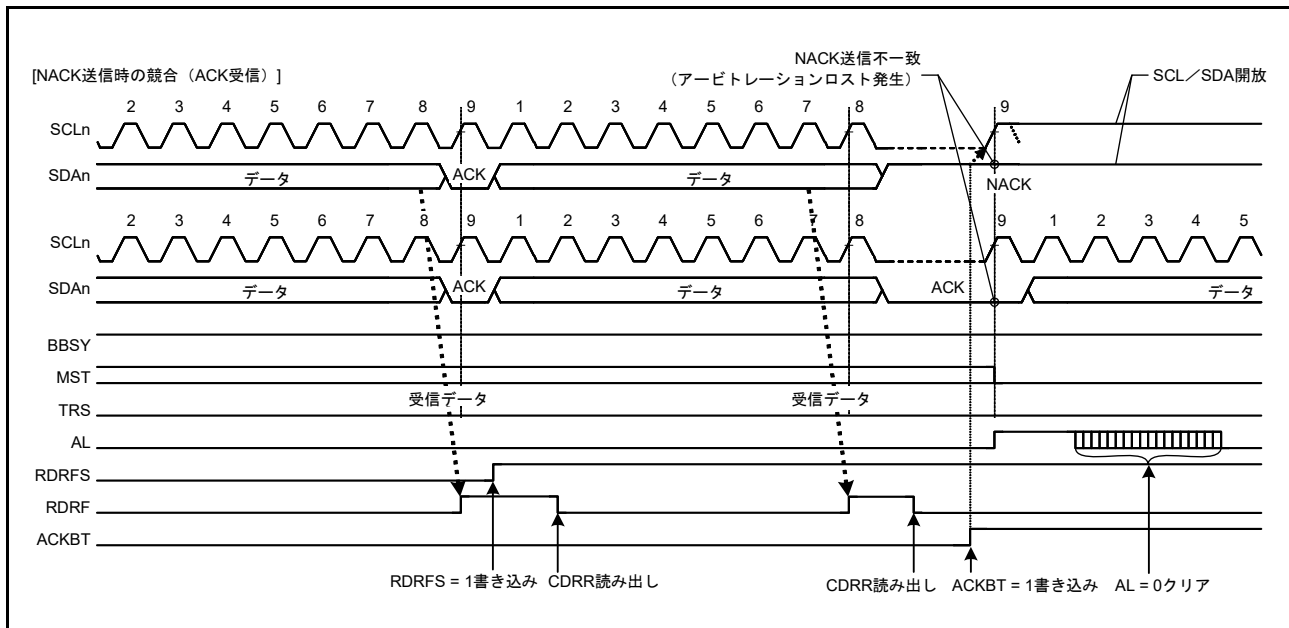 [NACK送信時の競合（ACK受信）]
NACK送信不一致
（アービトレーションロスト発生）
SCL／SDA開放
2 3 4 5 6 7 8 9 1 2 3 4 5 6 7 8 9
SCLn
SDAn
データ ACK データ NACK
2 3 4 5 6 7 8 9 1 2 3 4 5 6 7 8 9 1 2 3 4 5
SCLn
SDAn
データ ACK データ ACK データ
BBSY
MST
受信データ 受信データ
TRS
AL
RDRFS
RDRF
ACKBT
RDRFS = 1書き込み CDRR読み出し CDRR読み出し ACKBT = 1書き込み AL = 0クリア